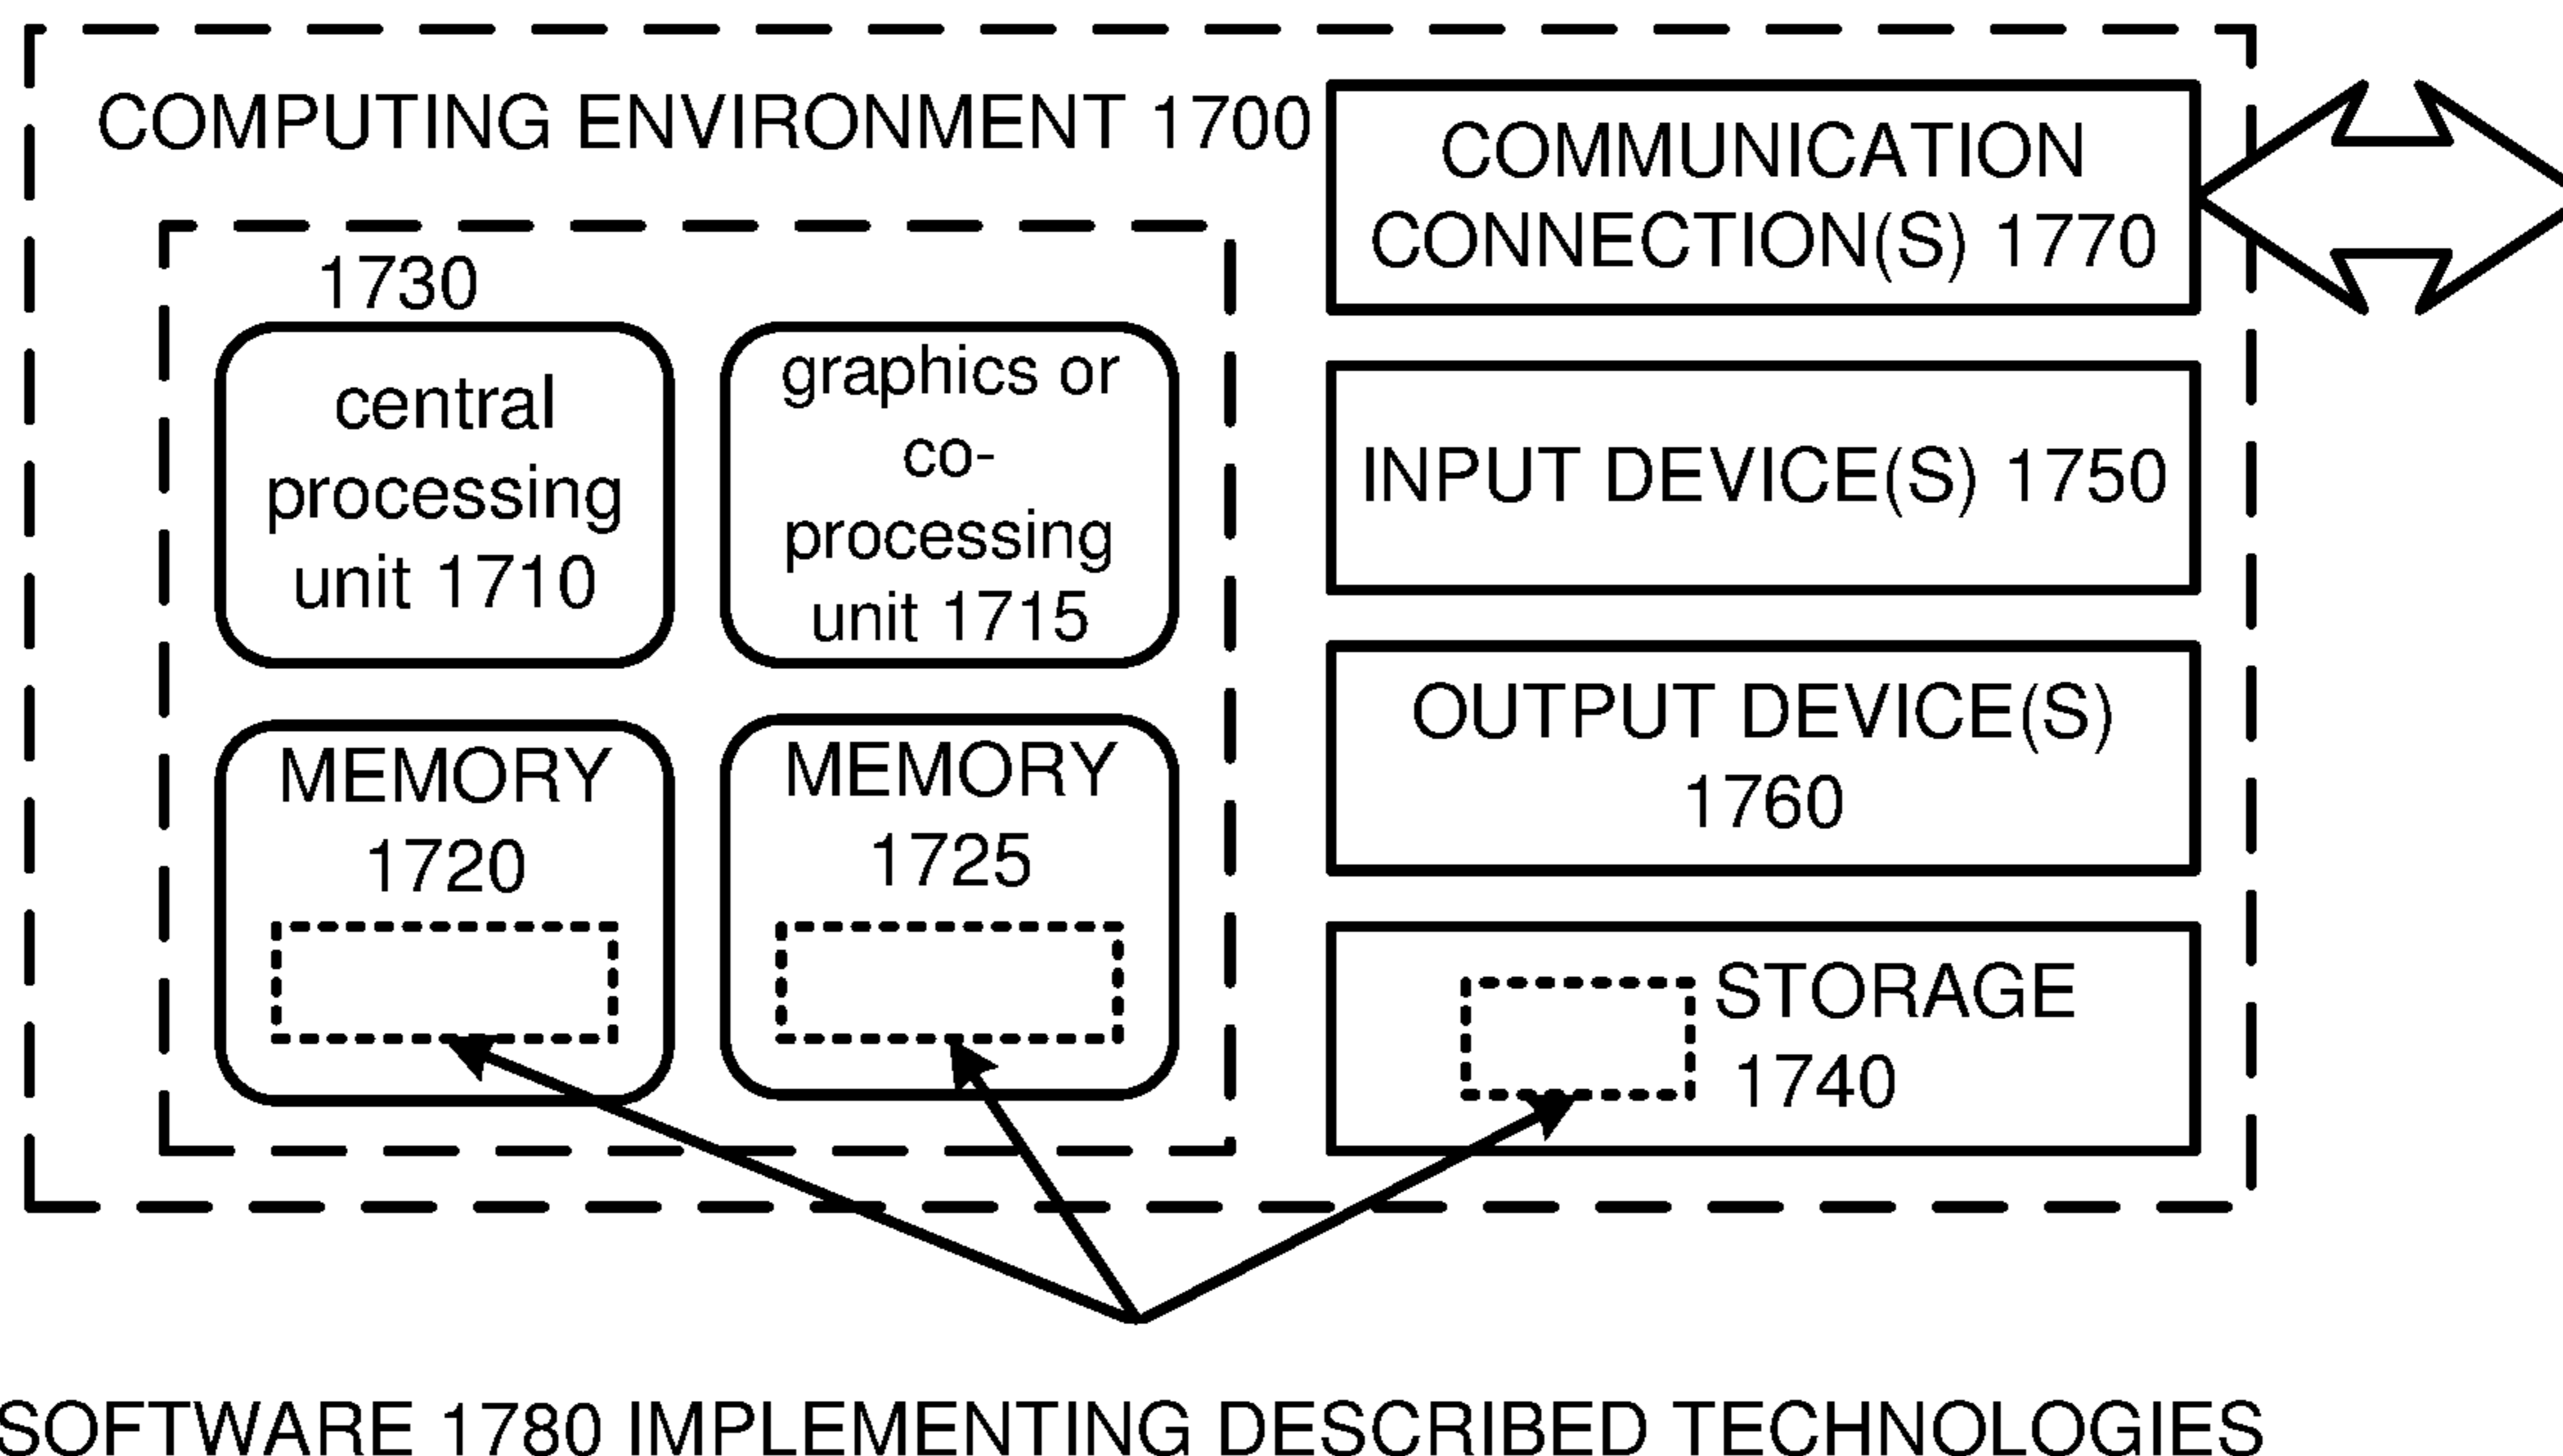 COMPUTING ENVIRONMENT 1700
1730
central
processing
unit 1710
graphics or
co-
processing
unit 1715
MEMORY
1720
MEMORY
1725
COMMUNICATION
CONNECTION(S) 1770
INPUT DEVICE(S) 1750
OUTPUT DEVICE(S)
1760
STORAGE
1740
SOFTWARE 1780 IMPLEMENTING DESCRIBED TECHNOLOGIES